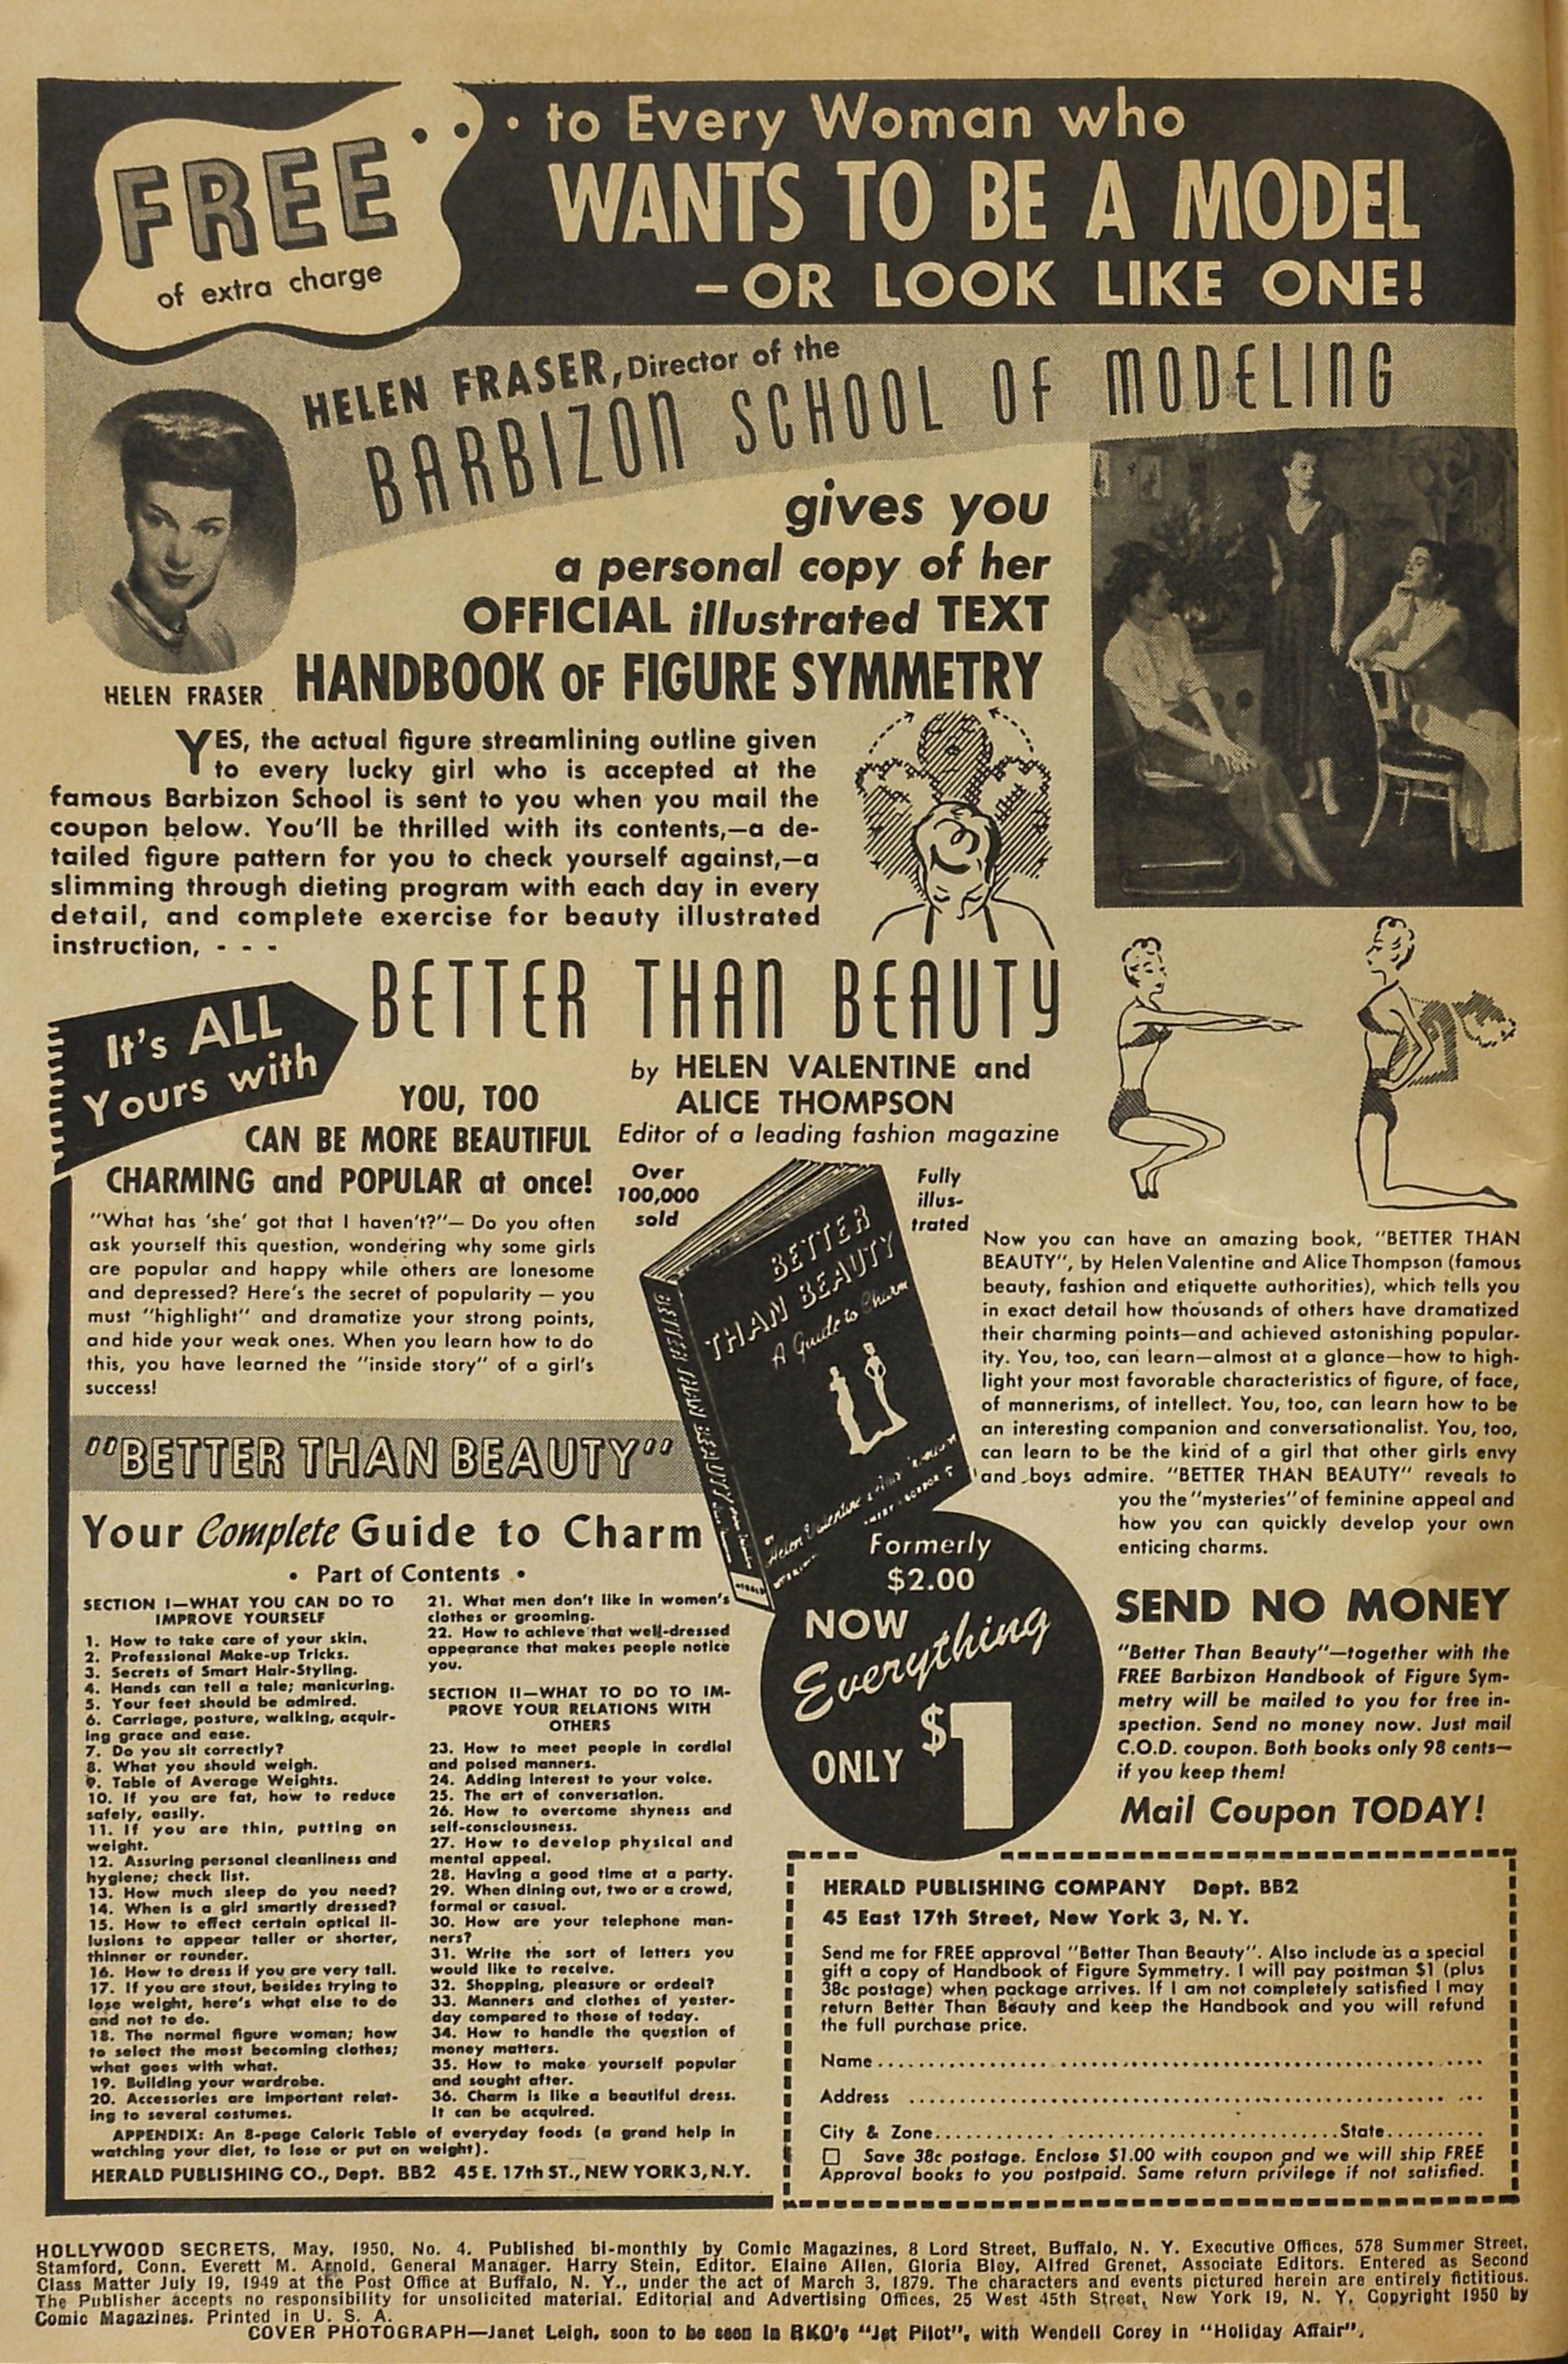 FREE
of extra charge
. . . to Every Woman who
WANTS TO BE A MODEL
–OR LOOK LIKE ONE!
HELEN FRASER, Director of the
BARBIZON SCHOOL OF MODELING
gives you
a personal copy of her
OFFICIAL illustrated TEXT
HANDBOOK OF FIGURE SYMMETRY
HELEN FRASER
YES, the actual figure streamlining outline given
to every lucky girl who is accepted at the
famous Barbizon School is sent to you when you mail the
coupon below. You'll be thrilled with its contents,—a de-
tailed figure pattern for you to check yourself against,—a
slimming through dieting program with each day in every
detail, and complete exercise for beauty illustrated
instruction, - - -
It's ALL
Yours with
BETTER THAN BEAUTY
by HELEN VALENTINE and
ALICE THOMPSON
Editor of a leading fashion magazine
YOU, TOO
CAN BE MORE BEAUTIFUL
CHARMING and POPULAR at once!
"What has 'she' got that I haven't?"— Do you often
ask yourself this question, wondering why some girls
are popular and happy while others are lonesome
and depressed? Here's the secret of popularity — you
must "highlight" and dramatize your strong points,
and hide your weak ones. When you learn how to do
this, you have learned the "inside story" of a girl's
success!
Over
100,000
sold
Fully
illus-
trated
BETTER
THAN BEAUTY
A Guide to Charm
BETTER THAN BEAUTY
HERALD
Now you can have an amazing book, "BETTER THAN
BEAUTY", by Helen Valentine and Alice Thompson (famous
beauty, fashion and etiquette authorities), which tells you
in exact detail how thousands of others have dramatized
their charming points—and achieved astonishing popular-
ity. You, too, can learn—almost at a glance—how to high-
light your most favorable characteristics of figure, of face,
of mannerisms, of intellect. You, too, can learn how to be
an interesting companion and conversationalist. You, too,
can learn to be the kind of a girl that other girls envy
and boys admire. "BETTER THAN BEAUTY" reveals to
you the "mysteries" of feminine appeal and
how you can quickly develop your own
enticing charms.
"BETTER THAN BEAUTY"
Your Complete Guide to Charm
• Part of Contents •
SECTION I—WHAT YOU CAN DO TO
IMPROVE YOURSELF
1. How to take care of your skin.
2. Professional Make-up Tricks.
3. Secrets of Smart Hair-Styling.
4. Hands can tell a tale; manicuring.
5. Your feet should be admired.
6. Carriage, posture, walking, acquir-
ing grace and ease.
7. Do you sit correctly?
8. What you should weigh.
9. Table of Average Weights.
10. If you are fat, how to reduce
safely, easily.
11. If you are thin, putting on
weight.
12. Assuring personal cleanliness and
hygiene; check list.
13. How much sleep do you need?
14. When is a girl smartly dressed?
15. How to effect certain optical il-
lusions to appear taller or shorter,
thinner or rounder.
16. How to dress if you are very tall.
17. If you are stout, besides trying to
lose weight, here's what else to do
and not to do.
18. The normal figure woman; how
to select the most becoming clothes;
what goes with what.
19. Building your wardrobe.
20. Accessories are important relat-
ing to several costumes.
21. What men don't like in women's
clothes or grooming.
22. How to achieve that well-dressed
appearance that makes people notice
you.
SECTION II—WHAT TO DO TO IM-
PROVE YOUR RELATIONS WITH
OTHERS
23. How to meet people in cordial
and poised manners.
24. Adding interest to your voice.
25. The art of conversation.
26. How to overcome shyness and
self-consciousness.
27. How to develop physical and
mental appeal.
28. Having a good time at a party.
29. When dining out, two or a crowd,
formal or casual.
30. How are your telephone man-
ners?
31. Write the sort of letters you
would like to receive.
32. Shopping, pleasure or ordeal?
33. Manners and clothes of yester-
day compared to those of today.
34. How to handle the question of
money matters.
35. How to make yourself popular
and sought after.
36. Charm is like a beautiful dress.
It can be acquired.
APPENDIX: An 8-page Caloric Table of everyday foods (a grand help in
watching your diet, to lose or put on weight).
HERALD PUBLISHING CO., Dept. BB2 45 E. 17th ST., NEW YORK 3, N.Y.
Formerly
$2.00
NOW
Everything
ONLY $1
SEND NO MONEY
"Better Than Beauty"—together with the
FREE Barbizon Handbook of Figure Sym-
metry will be mailed to you for free in-
spection. Send no money now. Just mail
C.O.D. coupon. Both books only 98 cents—
if you keep them!
Mail Coupon TODAY!
HERALD PUBLISHING COMPANY Dept. BB2
45 East 17th Street, New York 3, N. Y.
Send me for FREE approval "Better Than Beauty". Also include as a special
gift a copy of Handbook of Figure Symmetry. I will pay postman $1 (plus
38c postage) when package arrives. If I am not completely satisfied I may
return Better Than Beauty and keep the Handbook and you will refund
the full purchase price.
Name
Address
City & Zone State
☐ Save 38c postage. Enclose $1.00 with coupon and we will ship FREE
Approval books to you postpaid. Same return privilege if not satisfied.
HOLLYWOOD SECRETS, May, 1950, No. 4. Published bi-monthly by Comic Magazines, 8 Lord Street, Buffalo, N. Y. Executive Offices, 578 Summer Street,
Stamford, Conn. Everett M. Arnold, General Manager. Harry Stein, Editor. Elaine Allen, Gloria Bley, Alfred Grenet, Associate Editors. Entered as Second
Class Matter July 19, 1949 at the Post Office at Buffalo, N. Y., under the act of March 3, 1879. The characters and events pictured herein are entirely fictitious.
The Publisher accepts no responsibility for unsolicited material. Editorial and Advertising Offices, 25 West 45th Street, New York 19, N. Y. Copyright 1950 by
Comic Magazines. Printed in U. S. A.
COVER PHOTOGRAPH—Janet Leigh, soon to be seen in RKO's "Jet Pilot", with Wendell Corey in "Holiday Affair".